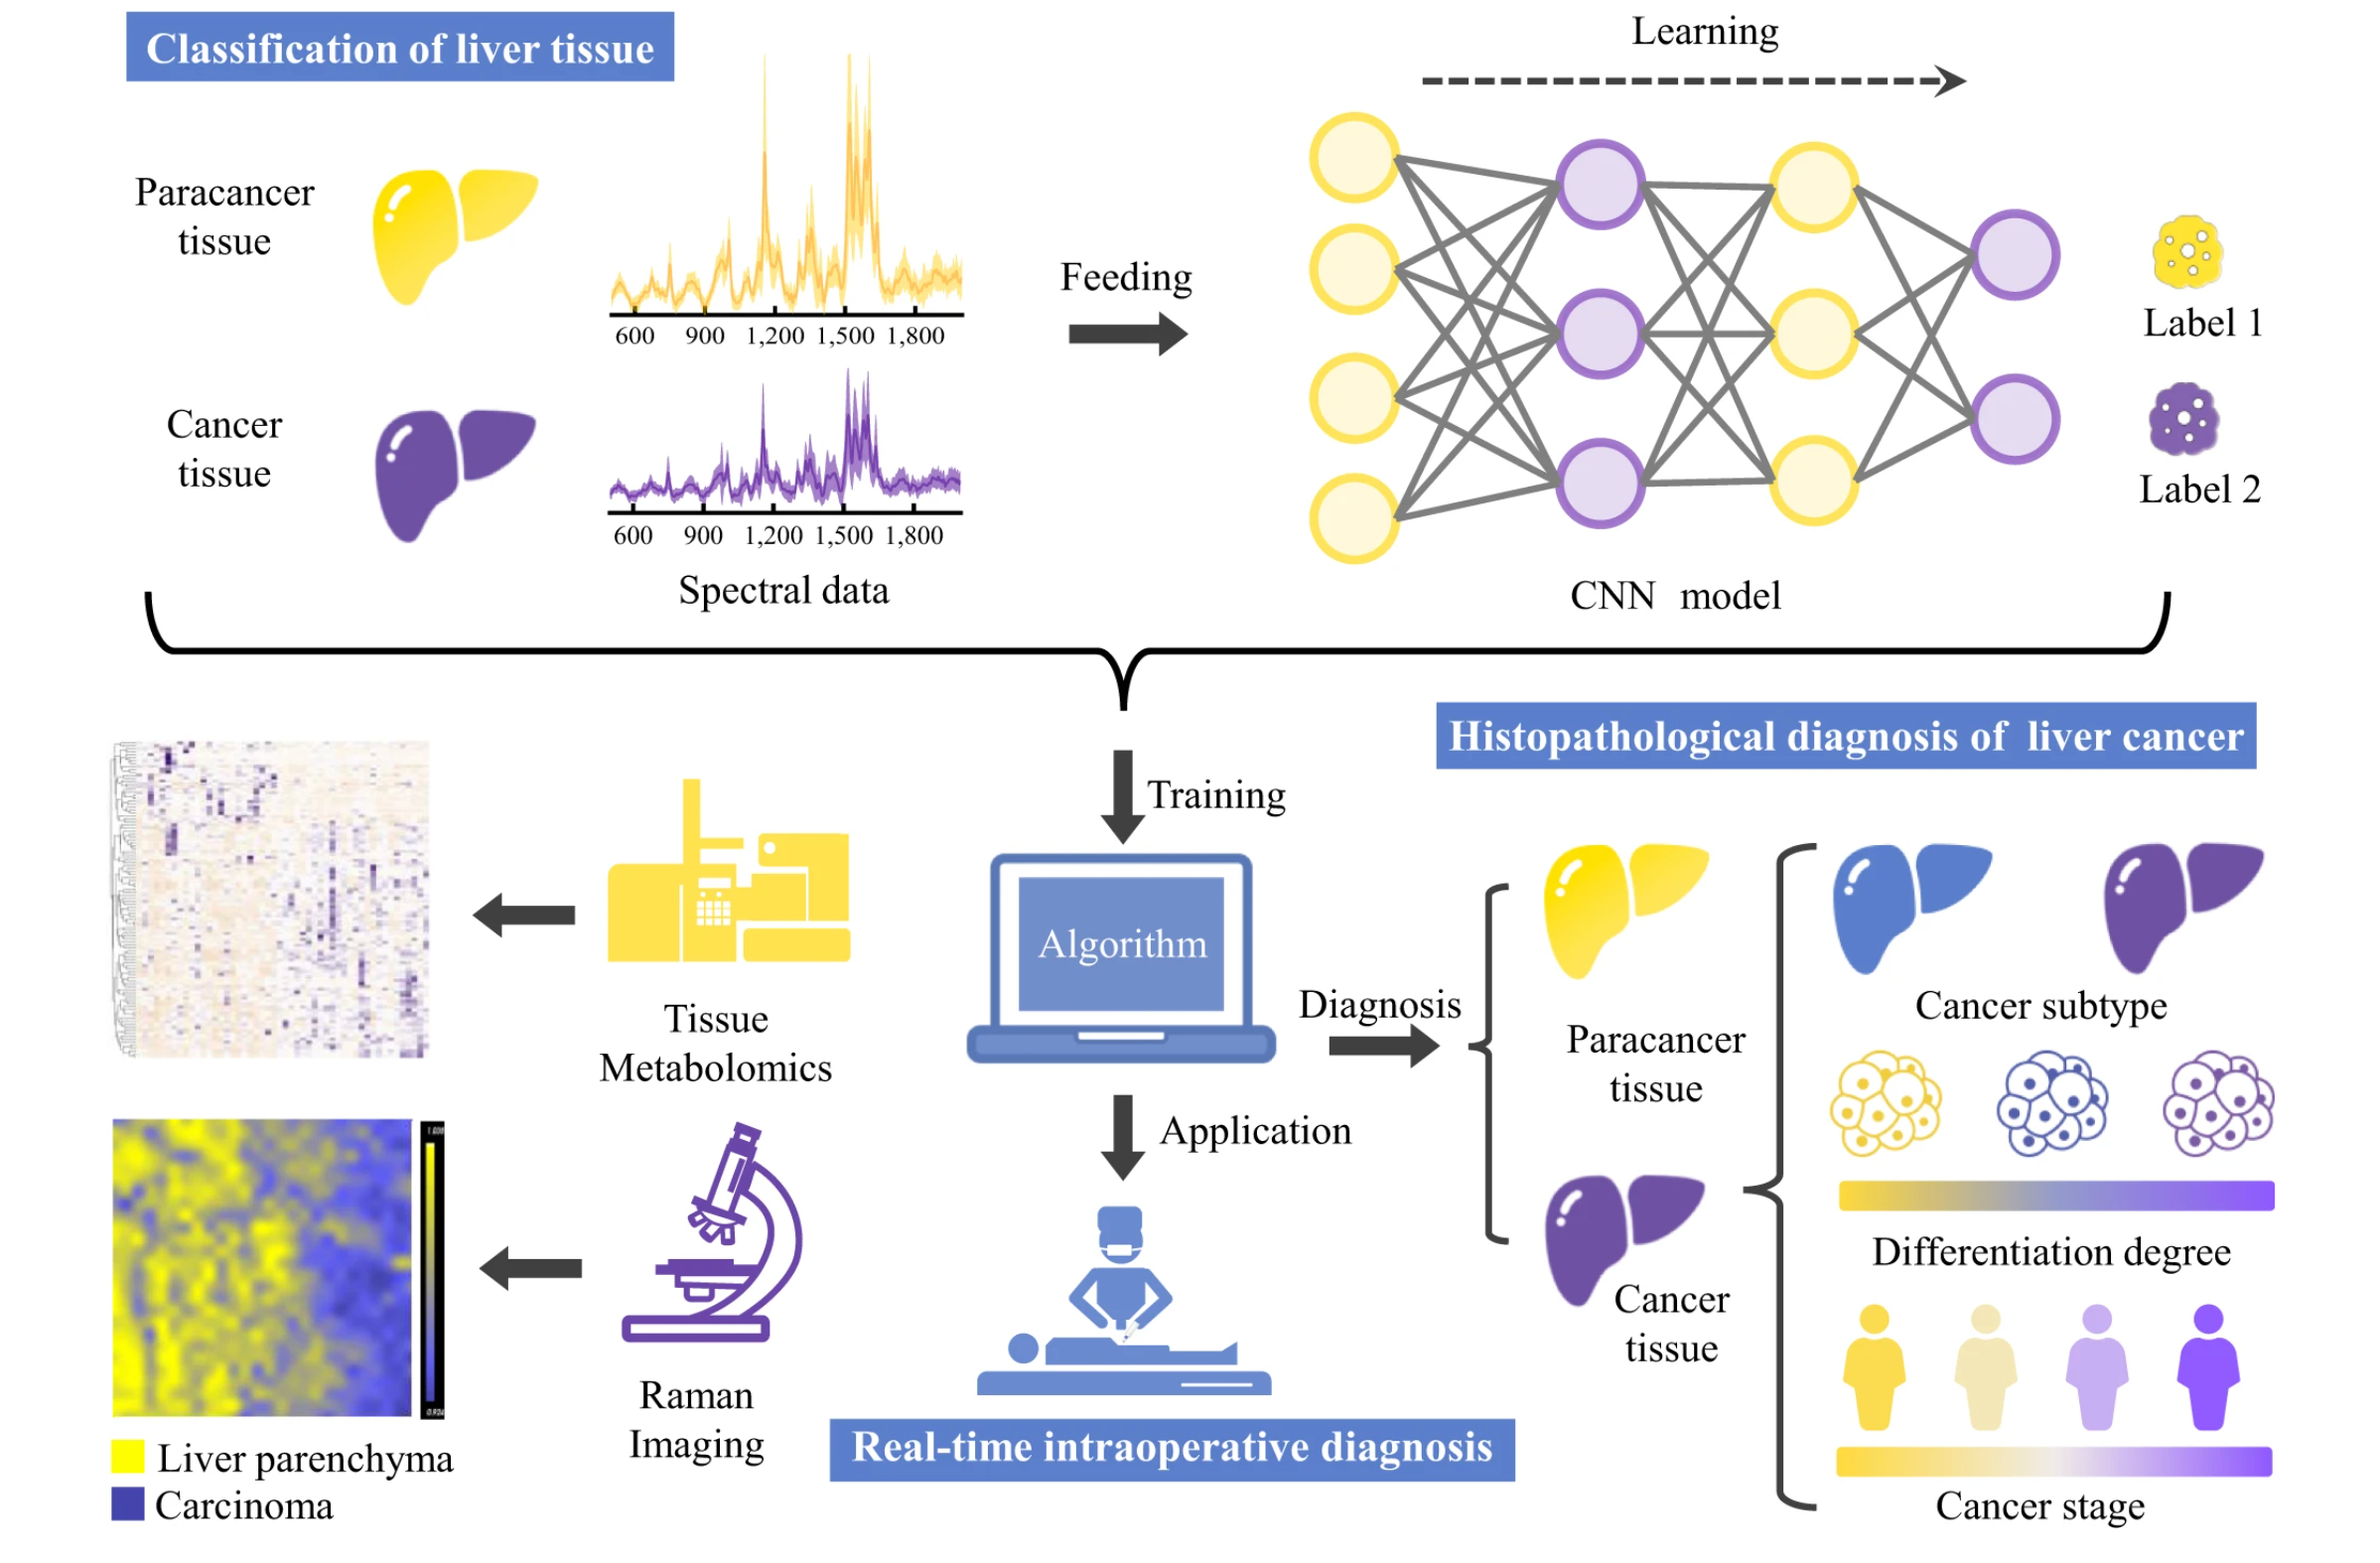 Classification of liver tissue
Learning
Paracancer
tissue
600 900 1,200 1,500 1,800
Feeding
Label 1
Cancer
tissue
600 900 1,200 1,500 1,800
Label 2
Spectral data
CNN model
Histopathological diagnosis of liver cancer
Training
Algorithm
Diagnosis
Tissue
Metabolomics
Paracancer
tissue
Cancer subtype
Application
Differentiation degree
Cancer
tissue
Raman
Imaging
Real-time intraoperative diagnosis
Liver parenchyma
Carcinoma
Cancer stage